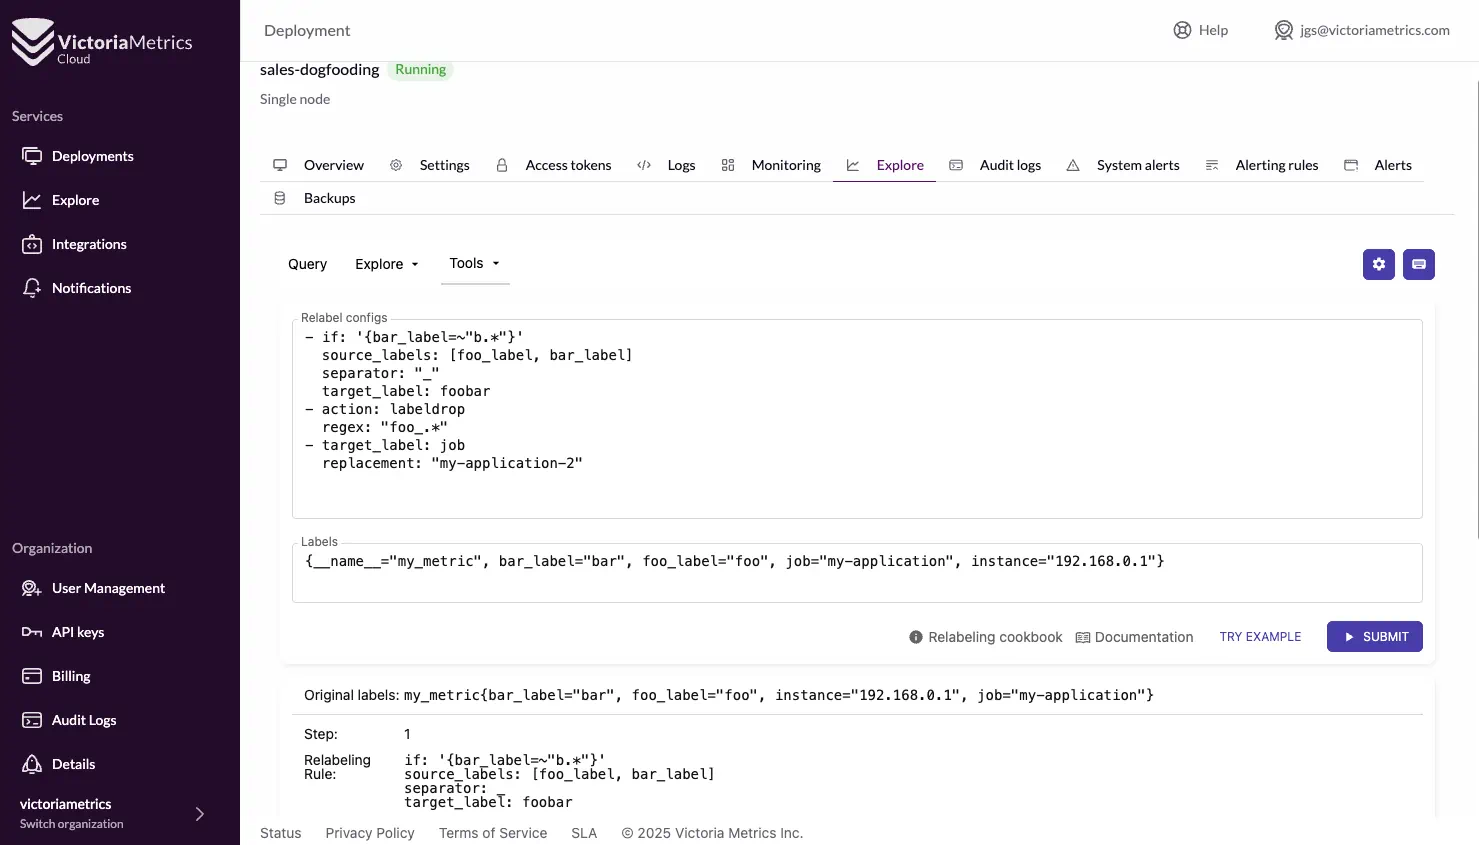 VictoriaMetrics
Cloud
Services
Deployments
Explore
Integrations
Notifications
Organization
User Management
API keys
Billing
Audit Logs
Details
victoriametrics
Switch organization
Deployment
Help
jgs@victoriametrics.com
sales-dogfooding Running
Single node
Overview Settings Access tokens Logs Monitoring Explore Audit logs System alerts Alerting rules Alerts
Backups
Query Explore Tools
Relabel configs
- if: '{bar_label=~"b.*"}'
  source_labels: [foo_label, bar_label]
  separator: "_"
  target_label: foobar
- action: labeldrop
  regex: "foo_.*"
- target_label: job
  replacement: "my-application-2"
Labels
{__name__="my_metric", bar_label="bar", foo_label="foo", job="my-application", instance="192.168.0.1"}
Relabeling cookbook Documentation TRY EXAMPLE SUBMIT
Original labels: my_metric{bar_label="bar", foo_label="foo", instance="192.168.0.1", job="my-application"}
Step: 1
Relabeling Rule: if: '{bar_label=~"b.*"}'
source_labels: [foo_label, bar_label]
separator: _
target_label: foobar
Status Privacy Policy Terms of Service SLA © 2025 Victoria Metrics Inc.